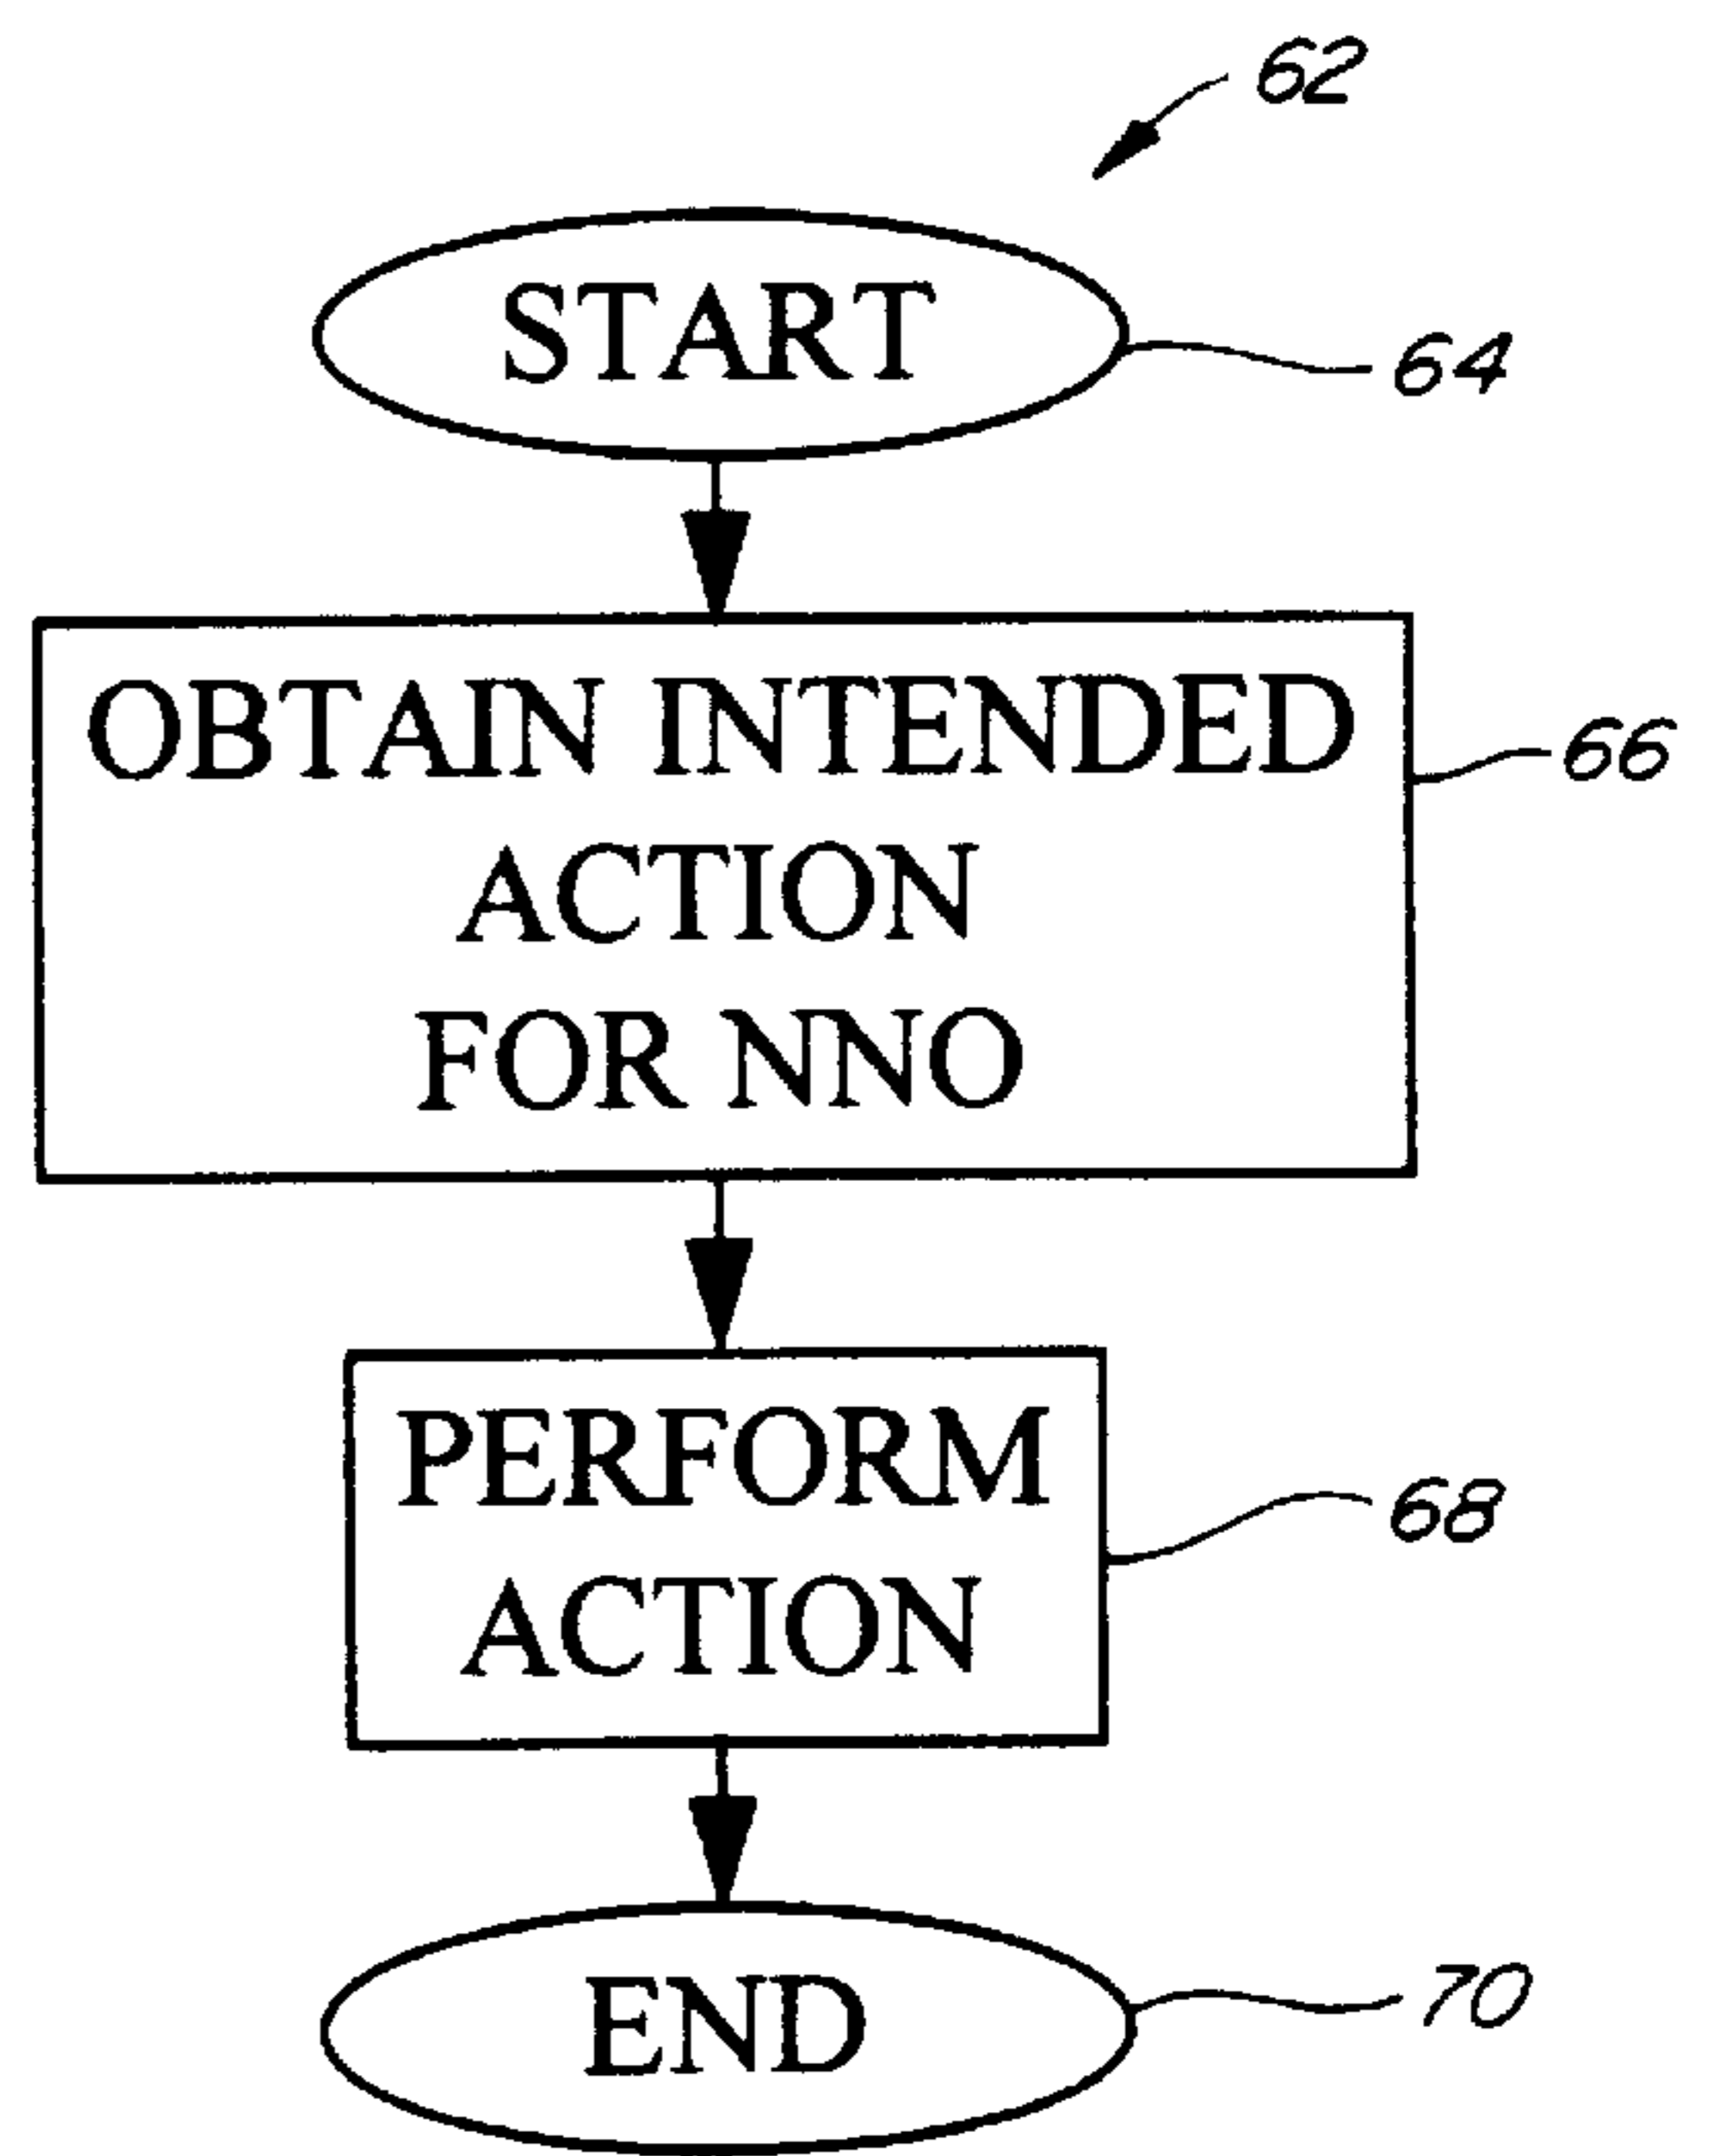 62
START
64
OBTAIN INTENDED
66
ACTION
FOR NNO
PERFORM
68
ACTION
END
70